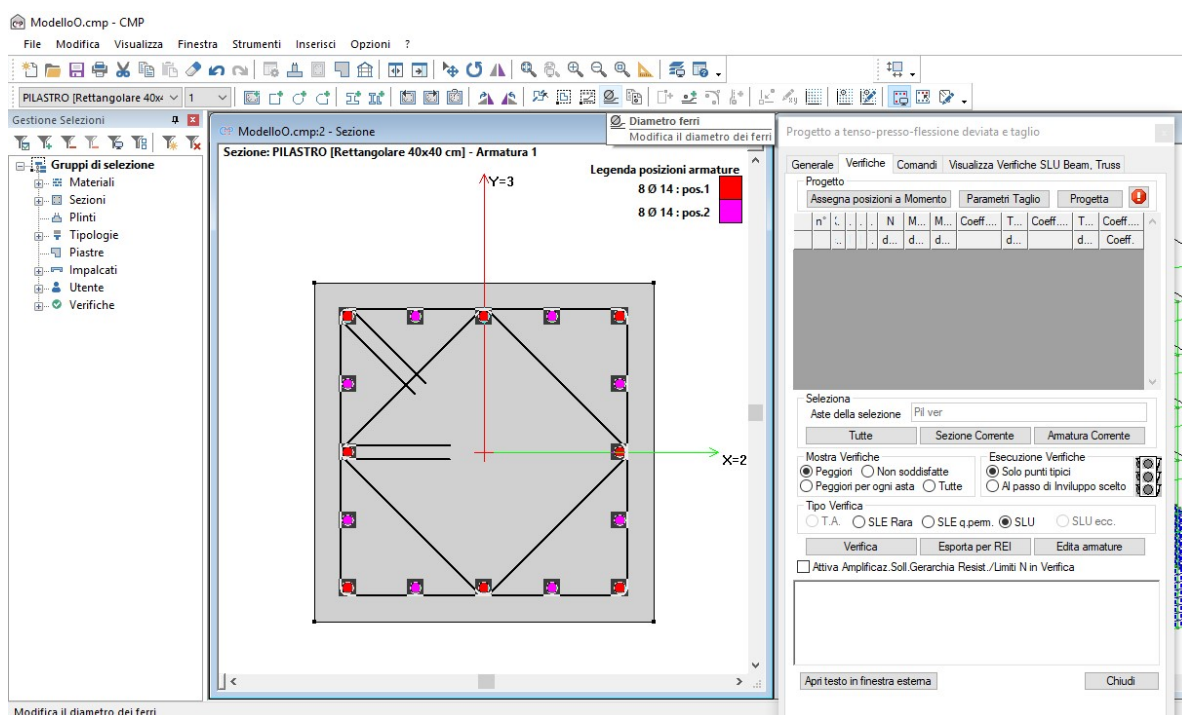 ModelloO.cmp - CMP
File Modifica Visualizza Finestra Strumenti Inserisci Opzioni ?
PILASTRO [Rettangolare 40x 1
Gestione Selezioni
Gruppi di selezione
Materiali
Sezioni
Plinti
Tipologie
Piastre
Impalcati
Utente
Verifiche
ModelloO.cmp:2 - Sezione
Diametro ferri
Modifica il diametro dei ferri
Sezione: PILASTRO [Rettangolare 40x40 cm] - Armatura 1
Legenda posizioni armature
8 Ø 14 : pos.1
8 Ø 14 : pos.2
Y=3
X=2
Progetto a tenso-presso-flessione deviata e taglio
Generale Verifiche Comandi Visualizza Verifiche SLU Beam, Truss
Progetto
Assegna posizioni a Momento Parametri Taglio Progetta
n° N M... M... Coeff.... T... Coeff.... T... Coeff....
d... d... d... d... d... Coeff.
Seleziona
Aste della selezione Pil ver
Tutte Sezione Corrente Armatura Corrente
Mostra Verifiche
Peggiori Non soddisfatte
Peggiori per ogni asta Tutte
Esecuzione Verifiche
Solo punti tipici
Al passo di Inviluppo scelto
Tipo Verifica
T.A. SLE Rara SLE q.perm. SLU SLU ecc.
Verifica Esporta per REI Edita armature
Attiva Amplificaz.Soll.Gerarchia Resist./Limiti N in Verifica
Apri testo in finestra esterna Chiudi
Modifica il diametro dei ferri